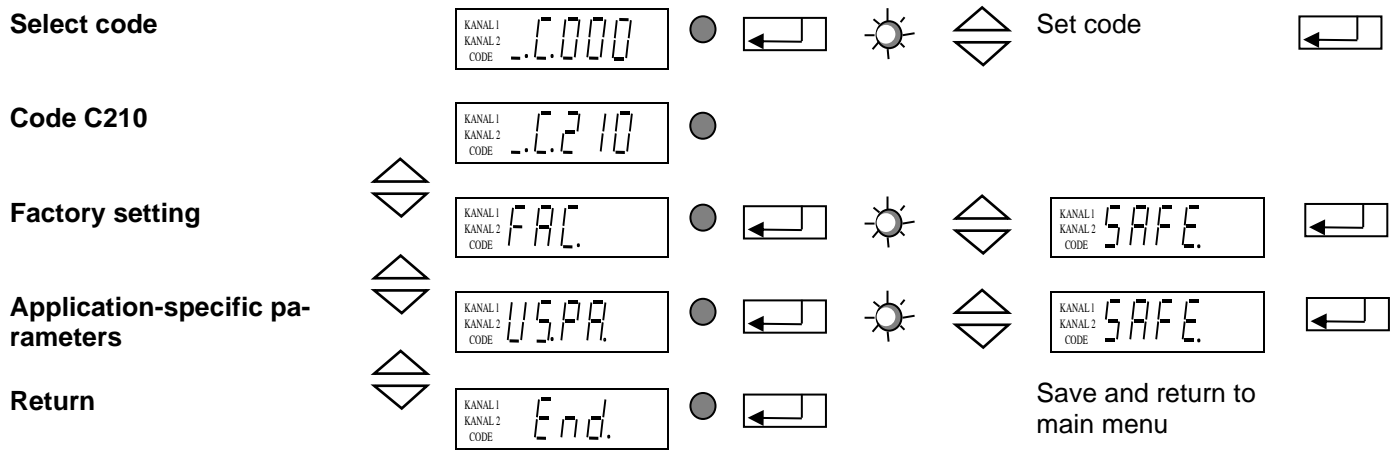 Select code
KANAL 1
KANAL 2
CODE
_.C.000
Set code
Code C210
KANAL 1
KANAL 2
CODE
_.C.210
Factory setting
KANAL 1
KANAL 2
CODE
FAC.
KANAL 1
KANAL 2
CODE
SAFE.
Application-specific pa-
rameters
KANAL 1
KANAL 2
CODE
US.PA.
KANAL 1
KANAL 2
CODE
SAFE.
Return
KANAL 1
KANAL 2
CODE
End.
Save and return to
main menu